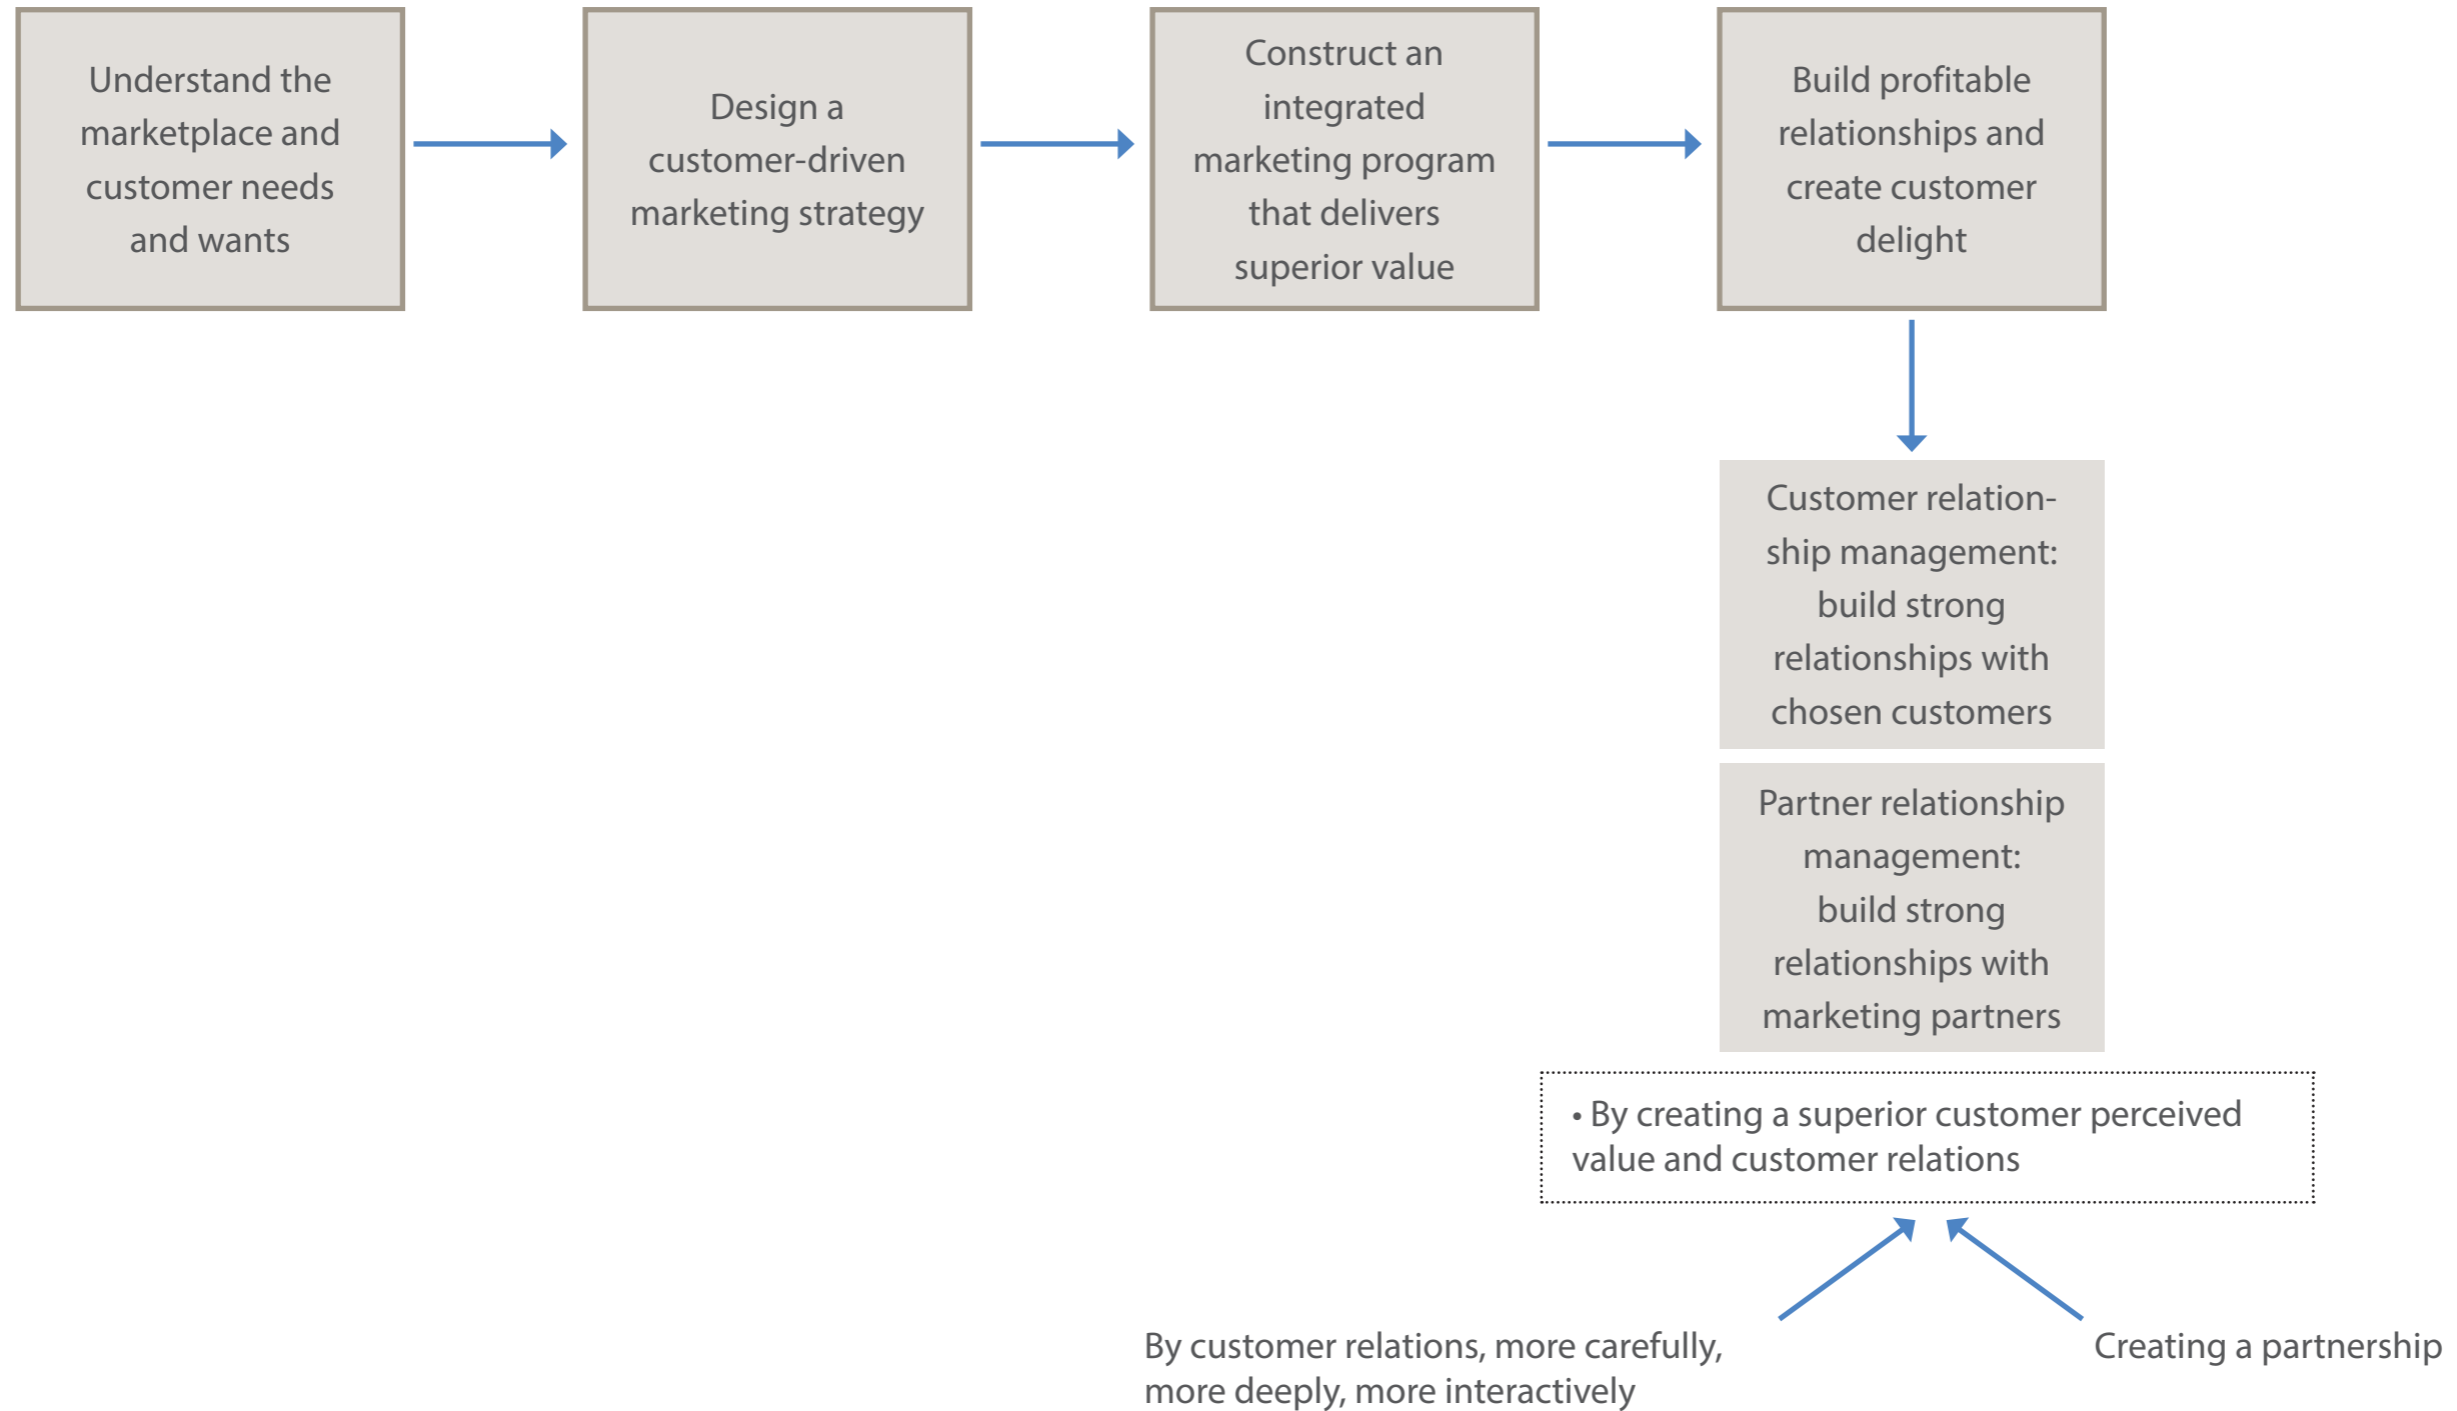 Understand the
marketplace and
customer needs
and wants
Design a
customer-driven
marketing strategy
Construct an
integrated
marketing program
that delivers
superior value
Build profitable
relationships and
create customer
delight
Customer relation-
ship management:
build strong
relationships with
chosen customers
Partner relationship
management:
build strong
relationships with
marketing partners
• By creating a superior customer perceived
value and customer relations
By customer relations, more carefully,
more deeply, more interactively
Creating a partnership